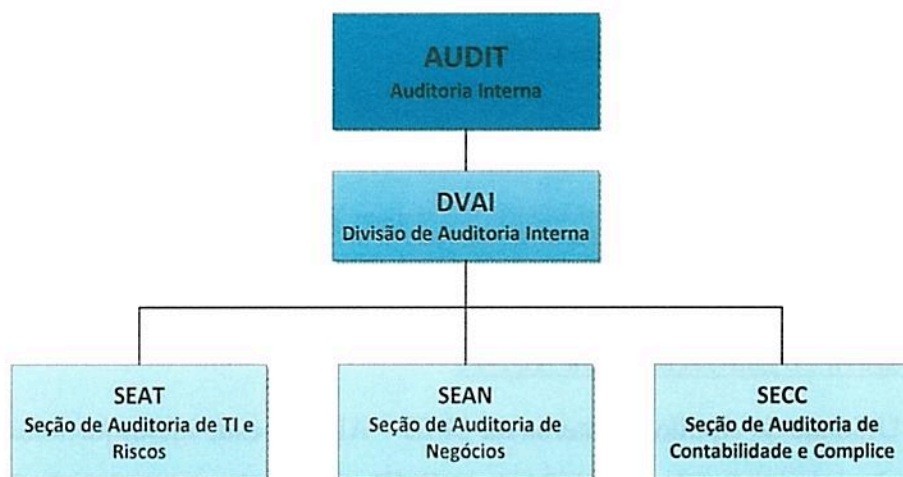 AUDIT
Auditoria Interna
DVAI
Divisão de Auditoria Interna
SEAT
Seção de Auditoria de TI e
Riscos
SEAN
Seção de Auditoria de
Negócios
SECC
Seção de Auditoria de
Contabilidade e Complice